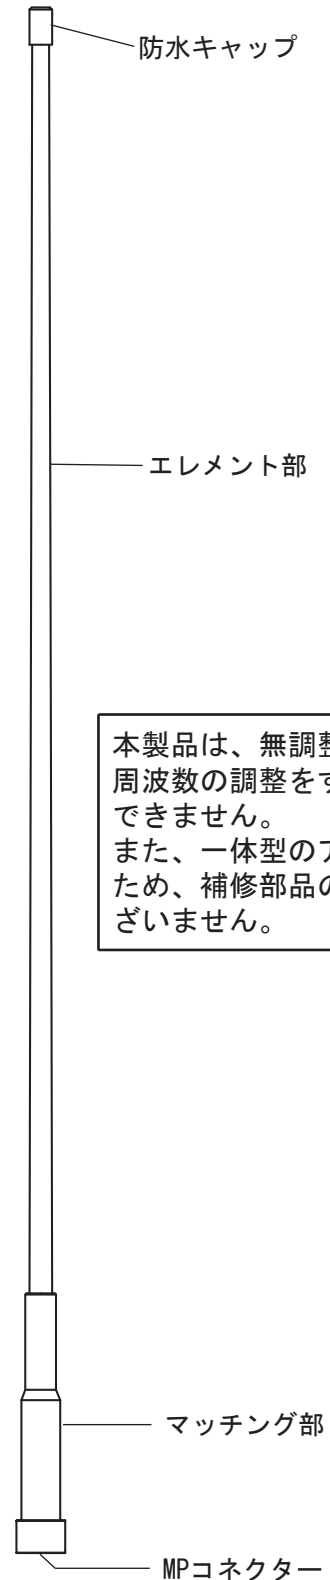 防水キャップ
エレメント部
本製品は、無調整
周波数の調整を
できません。
また、一体型の
ため、補修部品の
ざいません。
マッチング部
MPコネクター